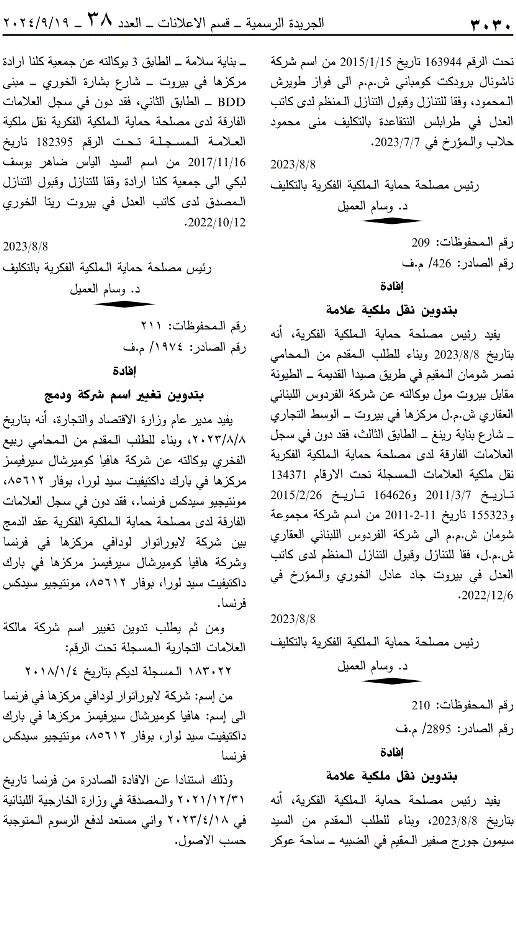 ٣٠٣٠
الجريدة الرسمية ــ قسم الاعلانات ــ العدد ٣٨ ــ ٢٠٢٤/٩/١٩
تحت الرقم 163944 تاريخ 2015/1/15 من اسم شركة
ناشونال برودكت كومباني ش.م.م الى فواز طويرش
المحمود، وفقا للتنازل وقبول التنازل المنظم لدى كاتب
العدل في طرابلس النتقاعدة بالتكليف منى محمود
حلاب والمؤرخ في 2023/7/7.
2023/8/8
رئيس مصلحة حماية الملكية الفكرية بالتكليف
د. وسام العميل
رقم المحفوظات: 209
رقم الصادر: 426/ م.ف
إفادة
بتدوين نقل ملكية علامة
يفيد رئيس مصلحة حماية الملكية الفكرية، أنه
بتاريخ 2023/8/8 وبناء للطلب المقدم من المحامي
نصر شومان المقيم في طريق صيدا القديمة ــ الطيونة
مقابل بيروت مول بوكالته عن شركة الفردوس اللبناني
العقاري ش.م.ل مركزها في بيروت ــ الوسط التجاري
ــ شارع بناية رينغ ــ الطابق الثالث، فقد دون في سجل
العلامات الفارقة لدى مصلحة حماية الملكية الفكرية
نقل ملكية العلامات المسجلة تحت الارقام 134371
تاريخ 2011/3/7 و164626 تاريخ 2015/2/26
و155323 تاريخ 11-2-2011 من اسم شركة مجموعة
شومان ش.م.م الى شركة الفردوس اللبناني العقاري
ش.م.ل، فقا للتنازل وقبول التنازل المنظم لدى كاتب
العدل في بيروت جاد عادل الخوري والمؤرخ في
2022/12/6.
2023/8/8
رئيس مصلحة حماية الملكية الفكرية بالتكليف
د. وسام العميل
رقم المحفوظات: 210
رقم الصادر: 2895/ م.ف
إفادة
بتدوين نقل ملكية علامة
يفيد رئيس مصلحة حماية الملكية الفكرية، أنه
بتاريخ 2023/8/8، وبناء للطلب المقدم من السيد
سيمون جورج صفير المقيم في الضبيه ــ ساحة عوكر
ــ بناية سلامة ــ الطابق 3 بوكالته عن جمعية كلنا ارادة
مركزها في بيروت ــ شارع بشارة الخوري ــ مبنى
BDD ــ الطابق الثاني، فقد دون في سجل العلامات
الفارقة لدى مصلحة حماية الملكية الفكرية نقل ملكية
العلامة المسجلة تحت الرقم 182395 تاريخ
2017/11/16 من اسم السيد الياس ضاهر يوسف
لبكي الى جمعية كلنا ارادة وفقا للتنازل وقبول التنازل
المصدق لدى كاتب العدل في بيروت ريتا الخوري
2022/10/12.
2023/8/8
رئيس مصلحة حماية الملكية الفكرية بالتكليف
د. وسام العميل
رقم المحفوظات: ٢١١
رقم الصادر: ١٩٧٤/ م.ف
إفادة
بتدوين تغيير اسم شركة ودمج
يفيد مدير عام وزارة الاقتصاد والتجارة، أنه بتاريخ
٢٠٢٣/٨/٨، وبناء للطلب المقدم من المحامي ربيع
الفخري بوكالته عن شركة هافيا كوميرشال سيرفيسز
مركزها في بارك داكتيفيت سيد لورا، بوفار ٨٥٦١٢،
مونتيجيو سيدكس فرنسا.، فقد دون في سجل العلامات
الفارقة لدى مصلحة حماية الملكية الفكرية عقد الدمج
بين شركة لابوراتوار لودافي مركزها في فرنسا
وشركة هافيا كوميرشال سيرفيسز مركزها في بارك
داكتيفيت سيد لوار، بوفار ٨٥٦١٢، مونتيجيو سيدكس
فرنسا.
ومن ثم يطلب تدوين تغيير اسم شركة مالكة
العلامات التجارية المسجلة تحت الرقم:
١٨٣٠٢٢ المسجلة لديكم بتاريخ ٢٠١٨/١/٤
من إسم: شركة لابوراتوار لودافي مركزها في فرنسا
الى إسم: هافيا كوميرشال سيرفيسز مركزها في بارك
داكتيفيت سيد لوار، بوفار ٨٥٦١٢، مونتيجيو سيدكس
فرنسا
وذلك استنادا عن الافادة الصادرة من فرنسا تاريخ
٢٠٢١/١٢/٣١ والمصدقة في وزارة الخارجية اللبنانية
في ٢٠٢٣/٤/١٨ واني مستعد لدفع الرسوم المتوجبة
حسب الاصول.